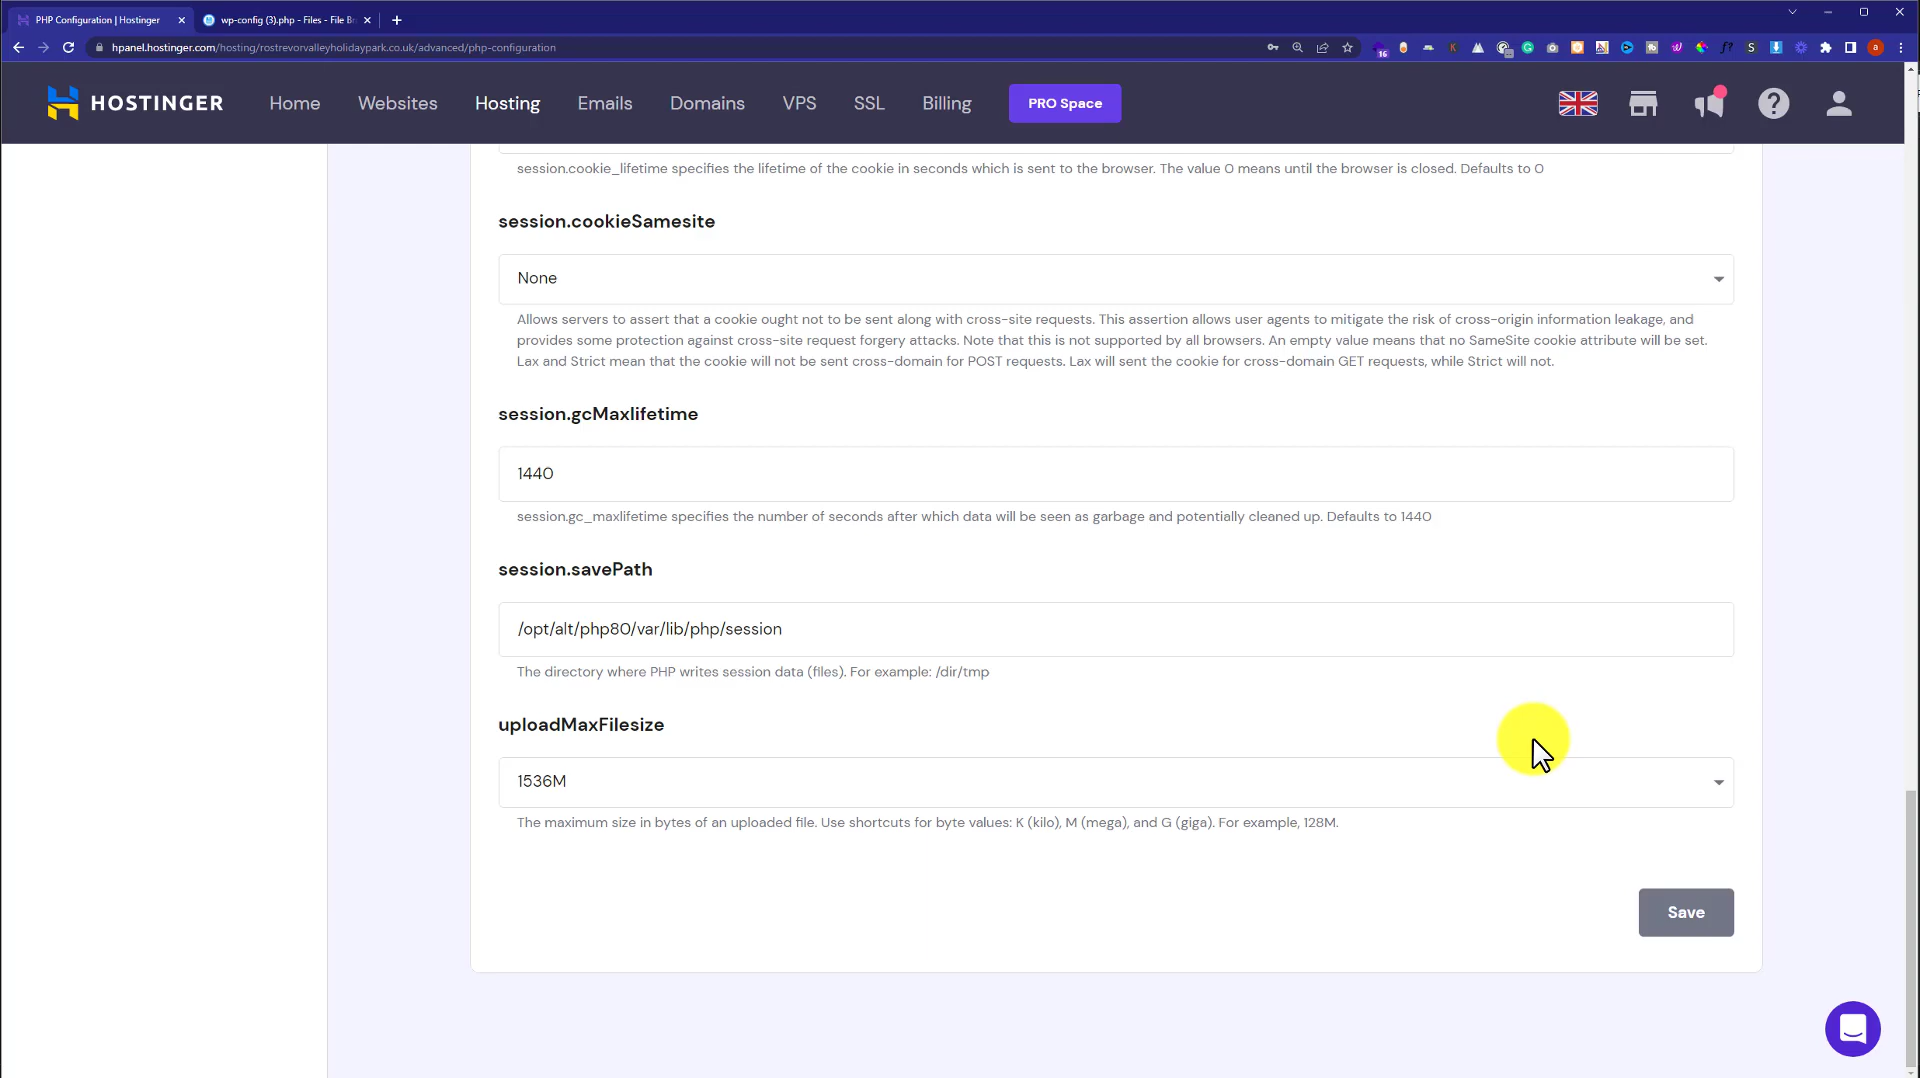 PHP Configuration | Hostinger
wp-config (3).php - Files - File Br
hpanel.hostinger.com/hosting/rostrevorvalleyholidaypark.co.uk/advanced/php-configuration
16
HOSTINGER
Home
Websites
Hosting
Emails
Domains
VPS
SSL
Billing
PRO Space
session.cookie_lifetime specifies the lifetime of the cookie in seconds which is sent to the browser. The value 0 means until the browser is closed. Defaults to 0
session.cookieSamesite
None
Allows servers to assert that a cookie ought not to be sent along with cross-site requests. This assertion allows user agents to mitigate the risk of cross-origin information leakage, and
provides some protection against cross-site request forgery attacks. Note that this is not supported by all browsers. An empty value means that no SameSite cookie attribute will be set.
Lax and Strict mean that the cookie will not be sent cross-domain for POST requests. Lax will sent the cookie for cross-domain GET requests, while Strict will not.
session.gcMaxlifetime
1440
session.gc_maxlifetime specifies the number of seconds after which data will be seen as garbage and potentially cleaned up. Defaults to 1440
session.savePath
/opt/alt/php80/var/lib/php/session
The directory where PHP writes session data (files). For example: /dir/tmp
uploadMaxFilesize
1536M
The maximum size in bytes of an uploaded file. Use shortcuts for byte values: K (kilo), M (mega), and G (giga). For example, 128M.
Save